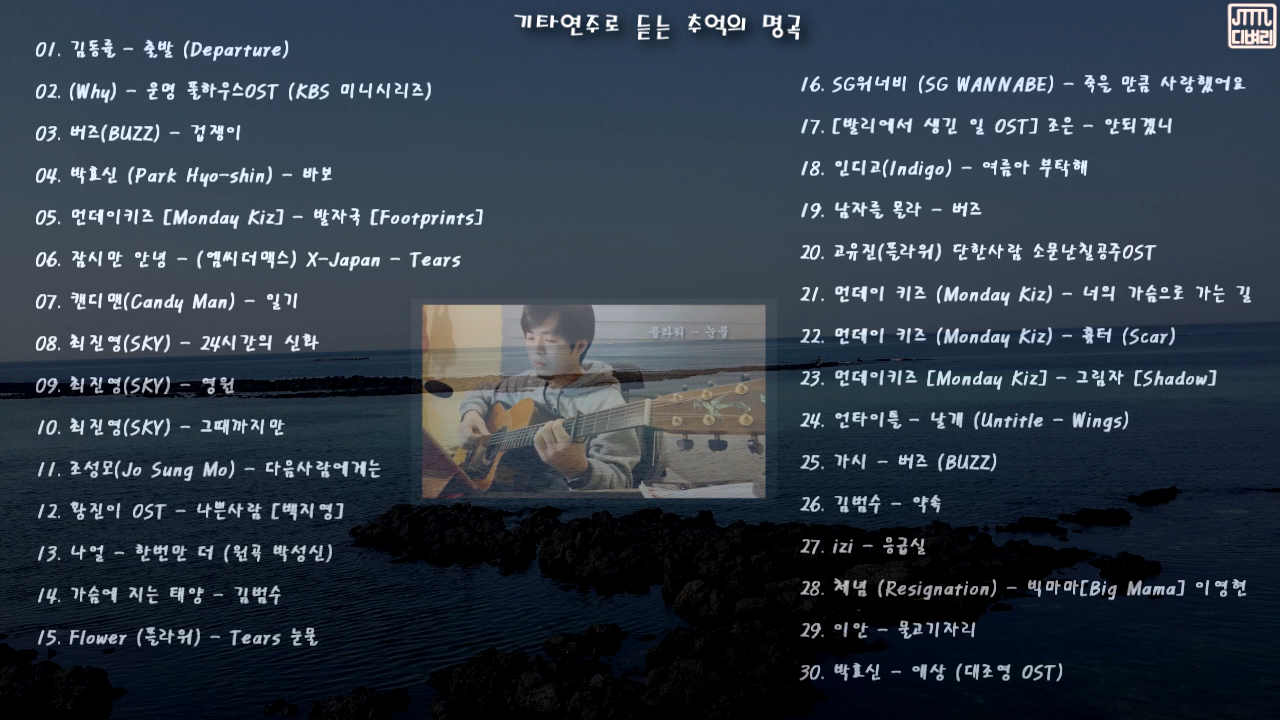 기타연주로 듣는 추억의 명곡
디벼리
01. 김동률 - 출발 (Departure)
02. (Why) - 운명 풀하우스OST (KBS 미니시리즈)
03. 버즈(BUZZ) - 겁쟁이
04. 박효신 (Park Hyo-shin) - 바보
05. 먼데이키즈 [Monday Kiz] - 발자국 [Footprints]
06. 잠시만 안녕 - (엠씨더맥스) X-Japan - Tears
07. 캔디맨(Candy Man) - 일기
08. 최진영(SKY) - 24시간의 신화
09. 최진영(SKY) - 영원
10. 최진영(SKY) - 그때까지만
11. 조성모(Jo Sung Mo) - 다음사람에게는
12. 황진이 OST - 나쁜사람 [백지영]
13. 나얼 - 한번만 더 (원곡 박성신)
14. 가슴에 지는 태양 - 김범수
15. Flower (플라워) - Tears 눈물
플라워 - 눈물
16. SG워너비 (SG WANNABE) - 죽을 만큼 사랑했어요
17. [발리에서 생긴 일 OST] 조은 - 안되겠니
18. 인디고(Indigo) - 여름아 부탁해
19. 남자를 몰라 - 버즈
20. 고유진(플라워) 단한사람 소문난칠공주OST
21. 먼데이 키즈 (Monday Kiz) - 너의 가슴으로 가는 길
22. 먼데이 키즈 (Monday Kiz) - 흉터 (Scar)
23. 먼데이키즈 [Monday Kiz] - 그림자 [Shadow]
24. 언타이틀 - 날개 (Untitle - Wings)
25. 가시 - 버즈 (BUZZ)
26. 김범수 - 약속
27. izi - 응급실
28. 체념 (Resignation) - 빅마마[Big Mama] 이영현
29. 이안 - 물고기자리
30. 박효신 - 애상 (대조영 OST)